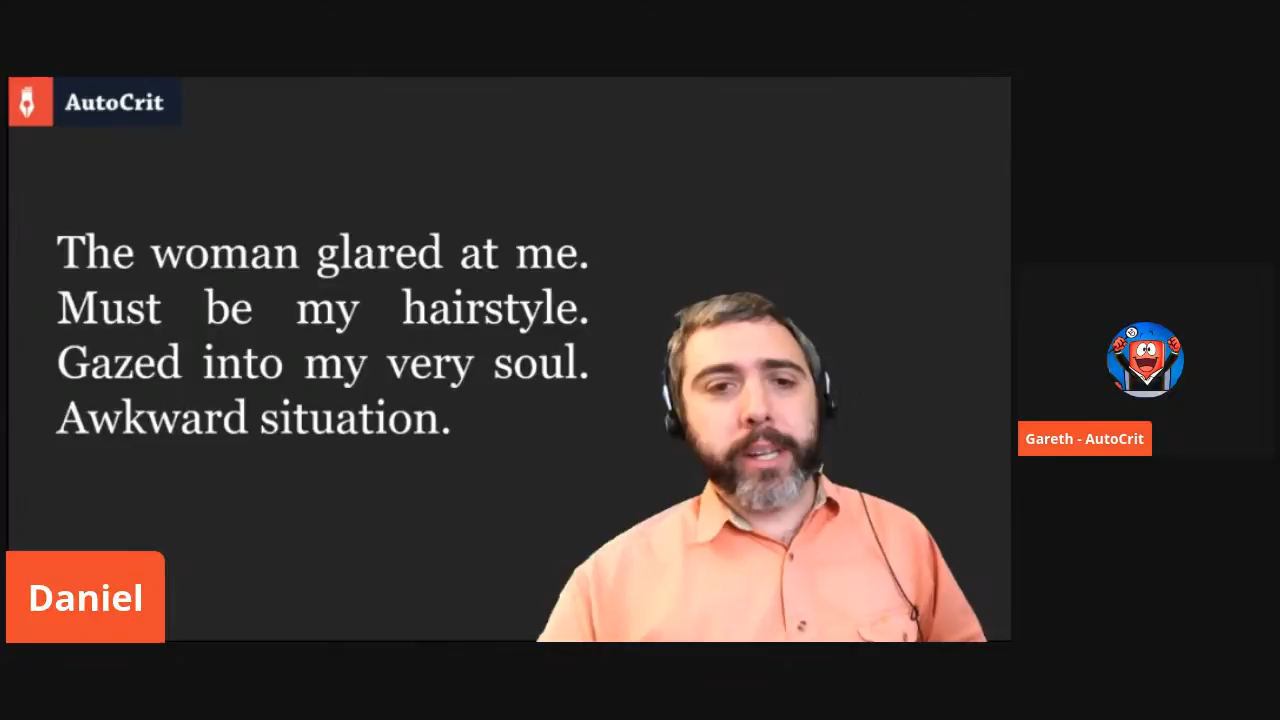 AutoCrit
The woman glared at me.
Must be my hairstyle.
Gazed into my very soul.
Awkward situation.
Gareth - AutoCrit
Daniel